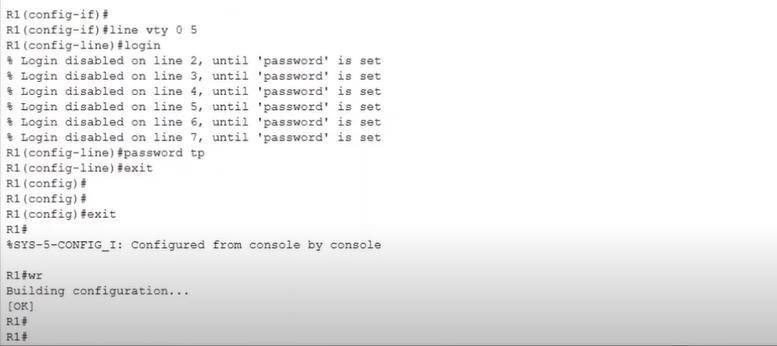 R1(config-if)#
R1(config-if)#line vty 0 5
R1(config-line)#login
% Login disabled on line 2, until 'password' is set
% Login disabled on line 3, until 'password' is set
% Login disabled on line 4, until 'password' is set
% Login disabled on line 5, until 'password' is set
% Login disabled on line 6, until 'password' is set
% Login disabled on line 7, until 'password' is set
R1(config-line)#password tp
R1(config-line)#exit
R1(config)#
R1(config)#
R1(config)#exit
R1#
%SYS-5-CONFIG_I: Configured from console by console
R1#wr
Building configuration...
[OK]
R1#
R1#